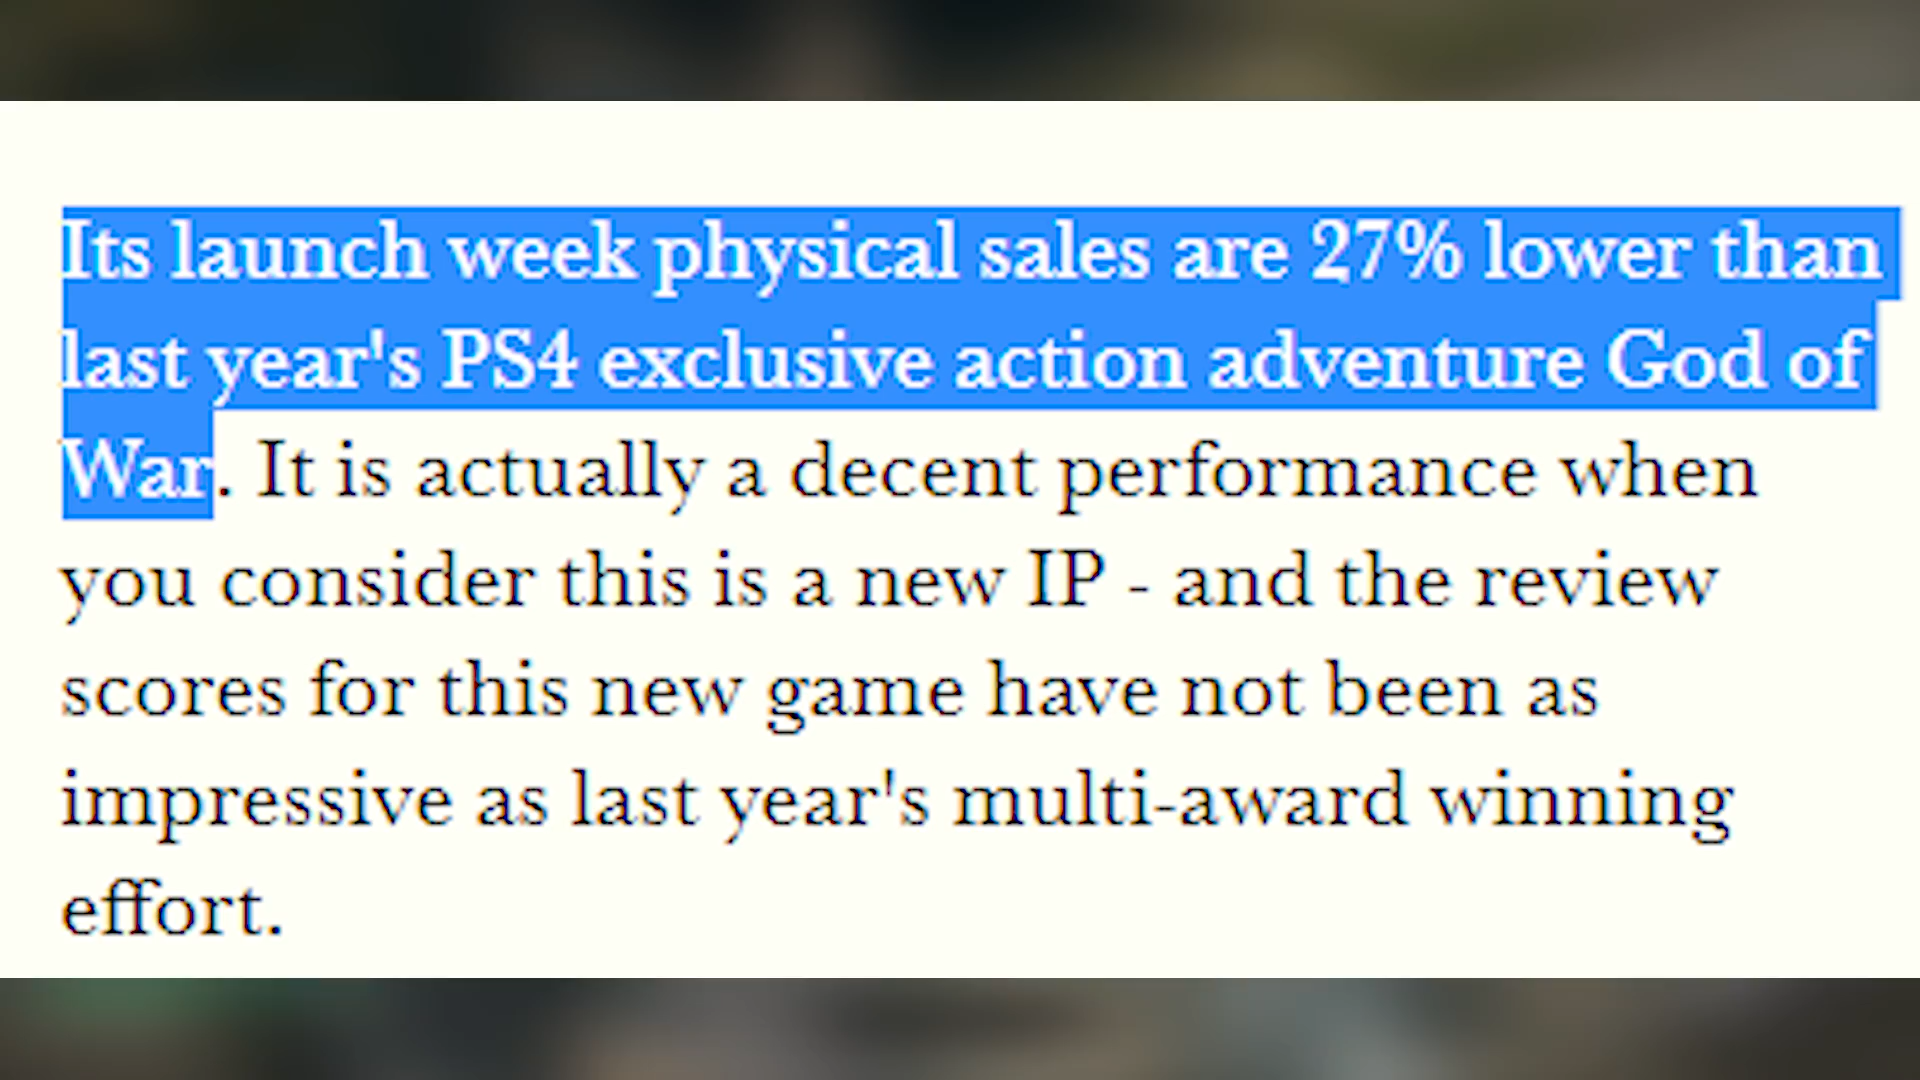 Its launch week physical sales are 27% lower than
last year's PS4 exclusive action adventure God of
War. It is actually a decent performance when
you consider this is a new IP - and the review
scores for this new game have not been as
impressive as last year's multi-award winning
effort.